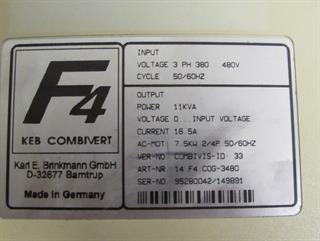 F4
KEB COMBIVERT
Karl E. Brinkmann GmbH
D-32677 Barntrup
Made in Germany
INPUT
VOLTAGE 3 PH 380 480V
CYCLE 50/60HZ
OUTPUT
POWER 11KVA
VOLTAGE 0...INPUT VOLTAGE
CURRENT 16.5A
AC-MOT 7.5KW 2/4P 50/60HZ
VER-NO COMBIVIS-ID: 33
ART-NR 14.F4.C0G-3480
SER-NO 95280042/149891